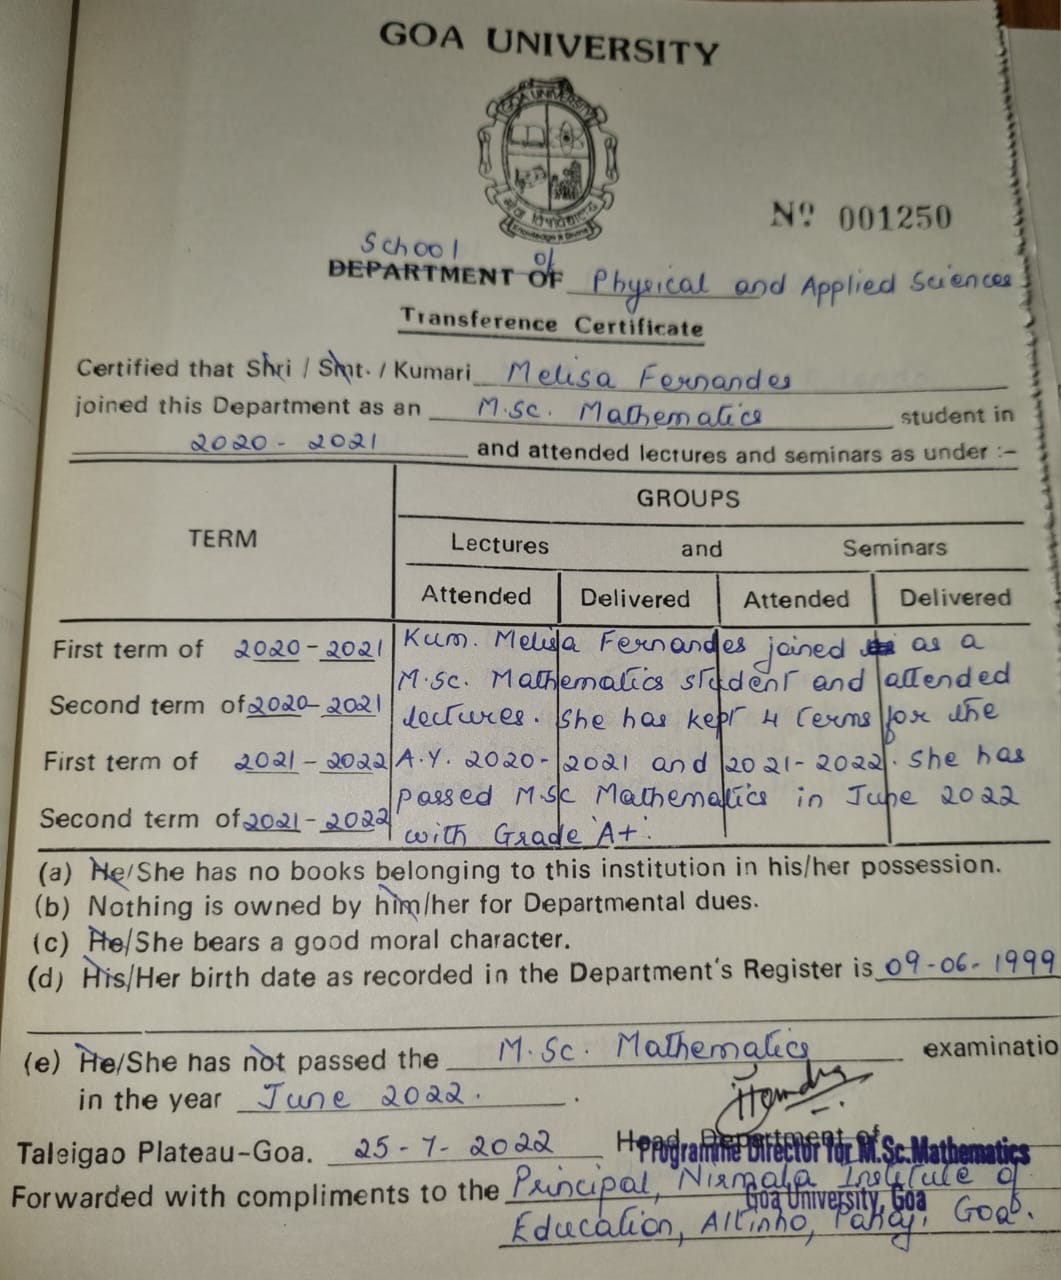 GOA UNIVERSITY
GOA UNIVERSITY
Knowledge is Divine
Nº 001250
School of
DEPARTMENT OF Physical and Applied Sciences
Transference Certificate
Certified that Shri / Smt. / Kumari Melisa Fernandes
joined this Department as an M.Sc. Mathematics student in
2020 - 2021 and attended lectures and seminars as under :-
TERM
GROUPS
Lectures and Seminars
Attended Delivered Attended Delivered
First term of 2020 - 2021
Second term of 2020 - 2021
First term of 2021 - 2022
Second term of 2021 - 2022
Kum. Melisa Fernandes joined as a
M.Sc. Mathematics student and attended
lectures. She has kept 4 terms for the
A.Y. 2020-2021 and 2021-2022. She has
passed M.Sc Mathematics in June 2022
with Grade 'A+'.
(a) He/She has no books belonging to this institution in his/her possession.
(b) Nothing is owned by him/her for Departmental dues.
(c) He/She bears a good moral character.
(d) His/Her birth date as recorded in the Department's Register is 09-06-1999
(e) He/She has not passed the M.Sc. Mathematics examinatio
in the year June 2022.
Taleigao Plateau-Goa. 25-7-2022 Head, Department of
Programme Director for M.Sc.Mathematics
Goa University, Goa
Forwarded with compliments to the Principal, Nirmala Institute of
Education, Altinho, Panaji Goa.